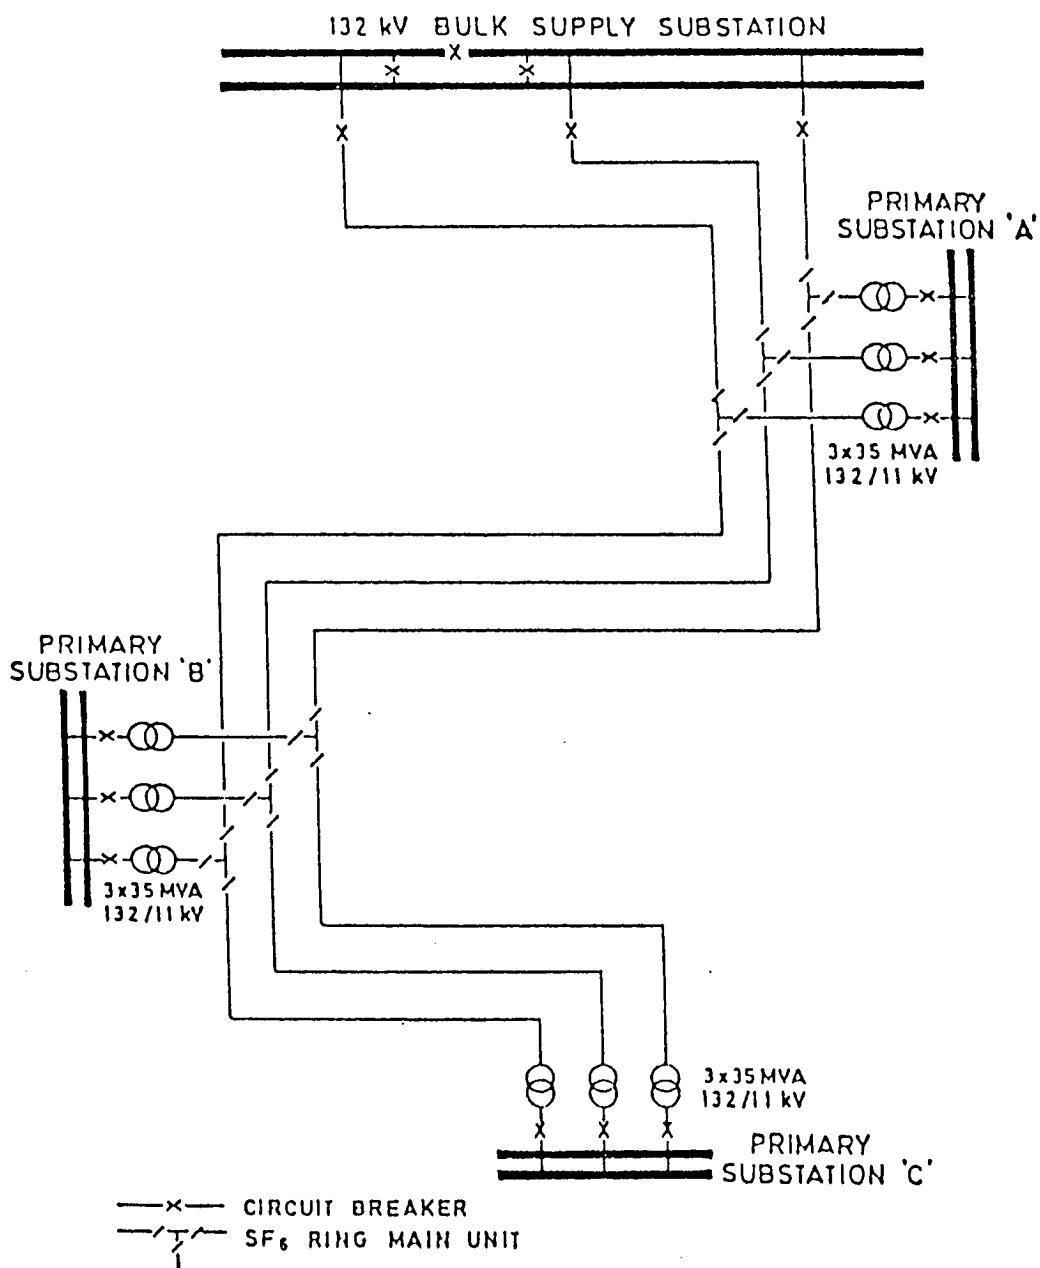 132 kV BULK SUPPLY SUBSTATION
PRIMARY
SUBSTATION 'A'
3x35 MVA
132/11 kV
PRIMARY
SUBSTATION 'B'
3x35 MVA
132/11 kV
3x35 MVA
132/11 kV
PRIMARY
SUBSTATION 'C'
CIRCUIT BREAKER
SF₆ RING MAIN UNIT